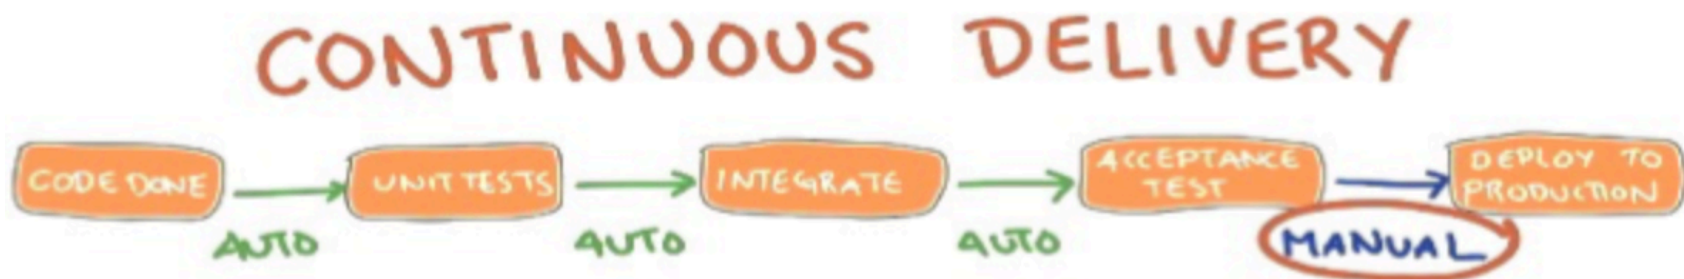 CONTINUOUS DELIVERY
CODE DONE
UNIT TESTS
INTEGRATE
ACCEPTANCE
TEST
DEPLOY TO
PRODUCTION
AUTO
AUTO
AUTO
MANUAL